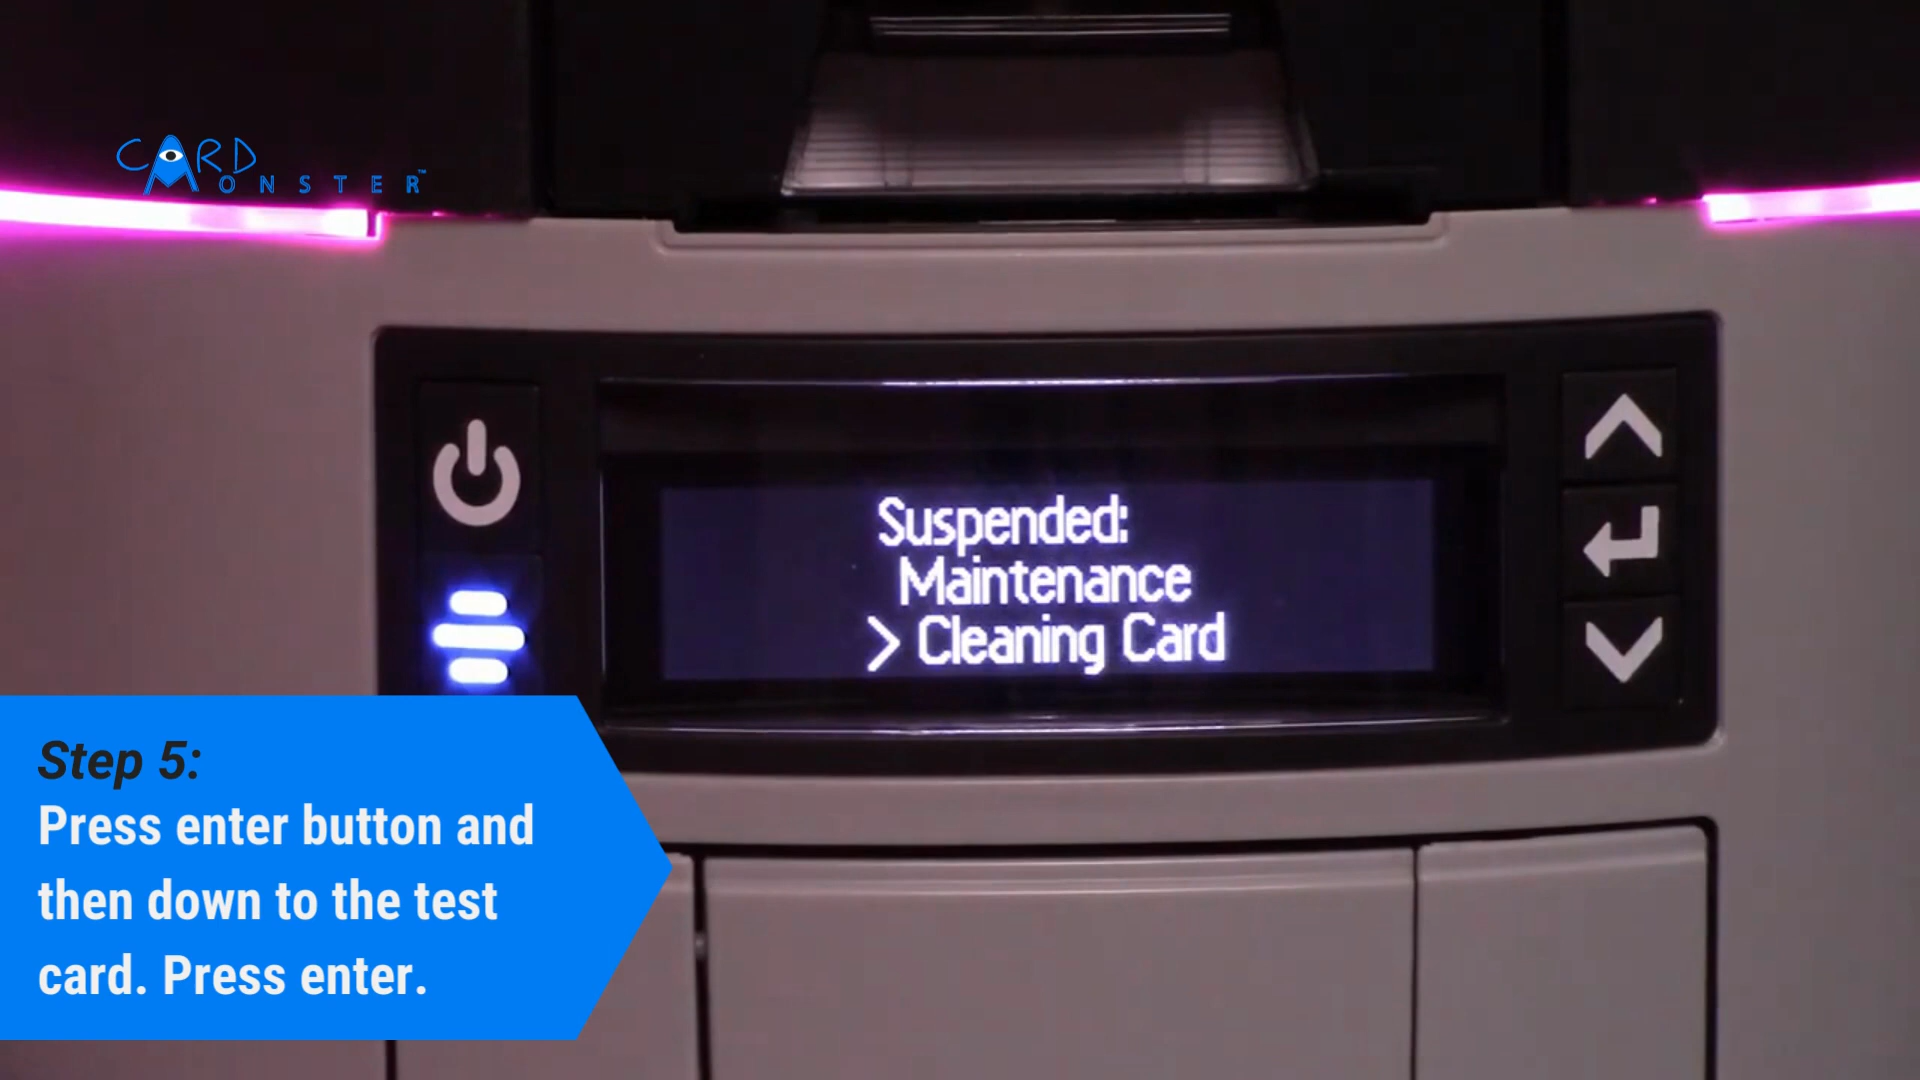 CARD
MONSTER™
Suspended:
Maintenance
> Cleaning Card
Step 5:
Press enter button and
then down to the test
card. Press enter.